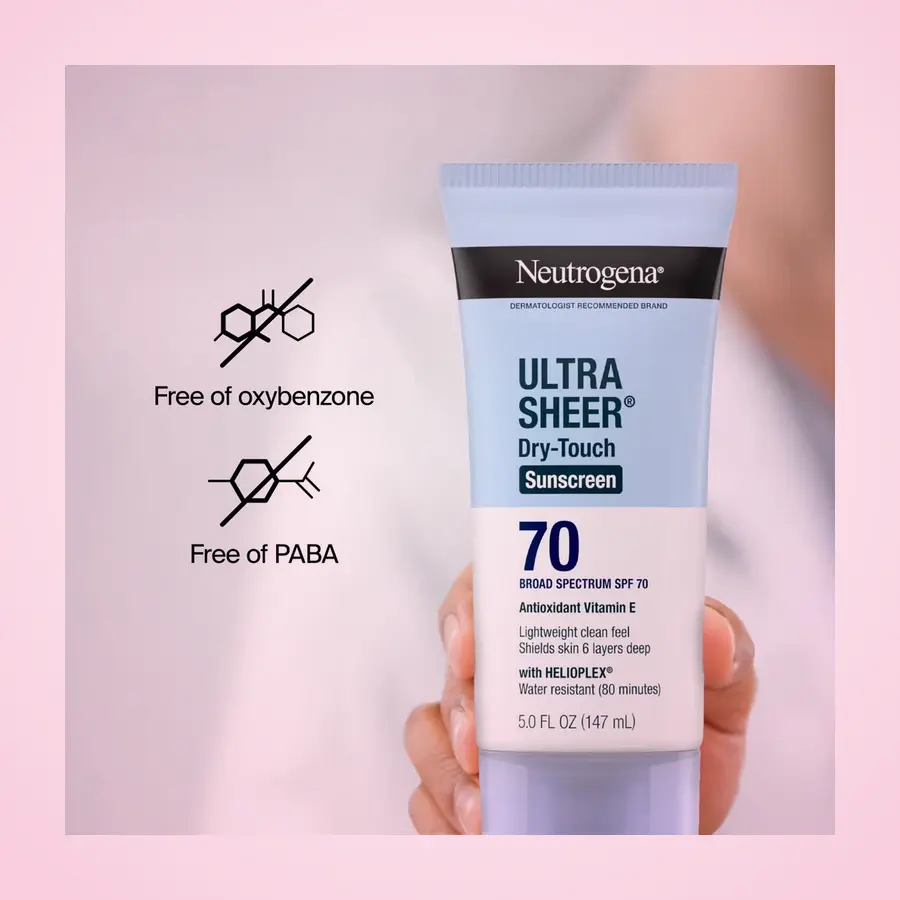 Free of oxybenzone
Free of PABA
Neutrogena®
DERMATOLOGIST RECOMMENDED BRAND
ULTRA
SHEER®
Dry-Touch
Sunscreen
70
BROAD SPECTRUM SPF 70
Antioxidant Vitamin E
Lightweight clean feel
Shields skin 6 layers deep
with HELIOPLEX®
Water resistant (80 minutes)
5.0 FL OZ (147 mL)